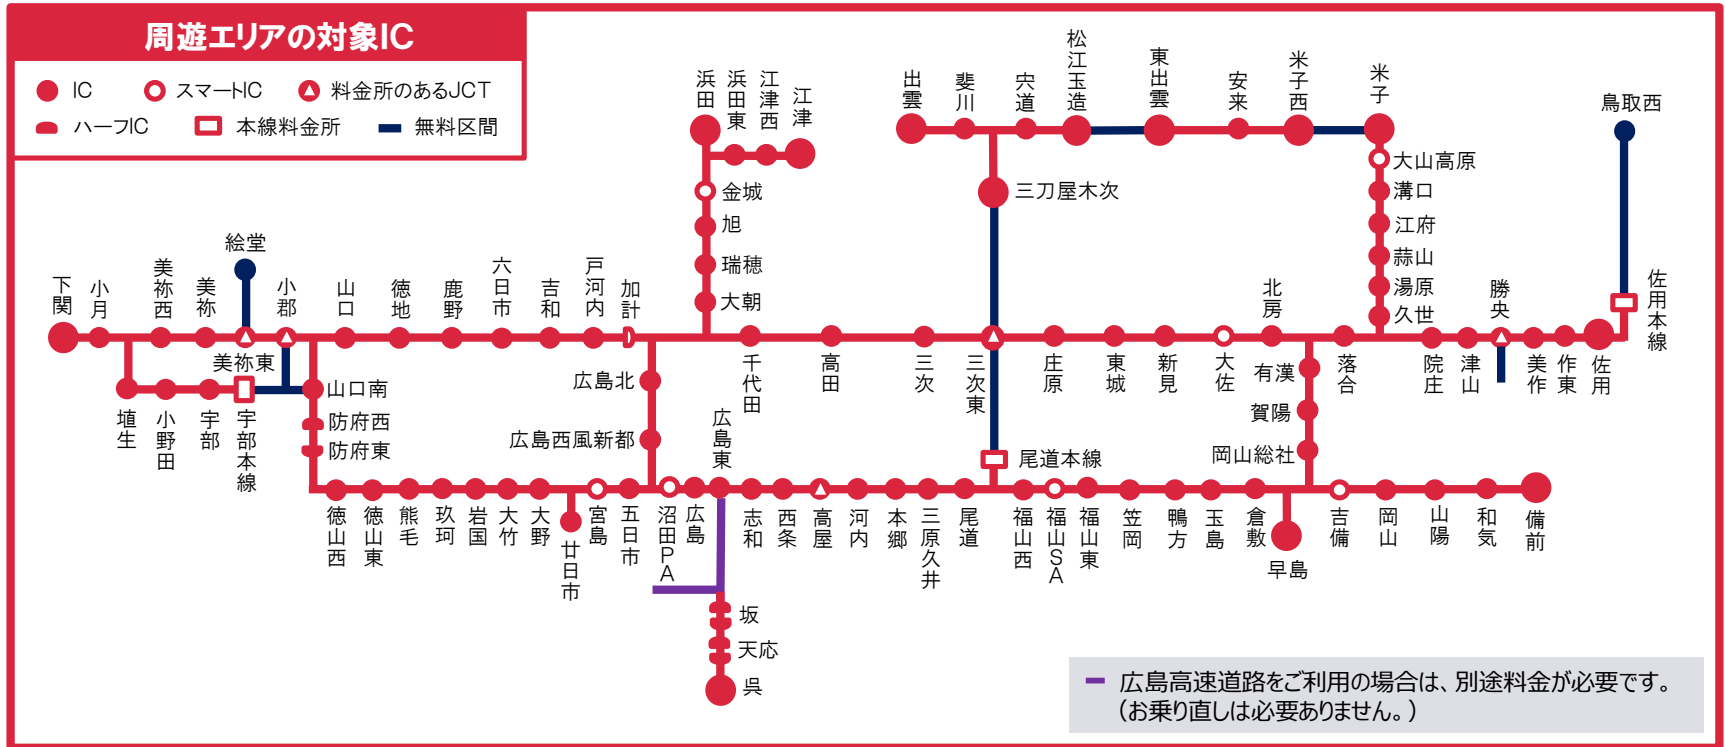 周遊エリアの対象IC
IC
スマートIC
料金所のあるJCT
ハーフIC
本線料金所
無料区間
浜田
浜田東
江津西
江津
出雲
斐川
宍道
松江玉造
東出雲
安来
米子西
米子
鳥取西
金城
旭
瑞穂
大朝
三刀屋木次
大山高原
溝口
江府
蒜山
湯原
久世
佐用本線
絵堂
下関
小月
美祢西
美祢
美祢東
小郡
山口
徳地
鹿野
六日市
吉和
戸河内
加計
千代田
高田
三次
三次東
庄原
東城
新見
大佐
北房
落合
院庄
津山
勝央
美作
作東
佐用
埴生
小野田
宇部
宇部本線
山口南
防府西
防府東
広島北
広島西風新都
広島東
尾道本線
有漢
賀陽
岡山総社
徳山西
徳山東
熊毛
玖珂
岩国
大竹
大野
廿日市
宮島
五日市
沼田PA
広島
志和
西条
高屋
河内
本郷
三原久井
尾道
福山西
福山SA
福山東
笠岡
鴨方
玉島
倉敷
早島
吉備
岡山
山陽
和気
備前
坂
天応
呉
広島高速道路をご利用の場合は、別途料金が必要です。
（お乗り直しは必要ありません。）